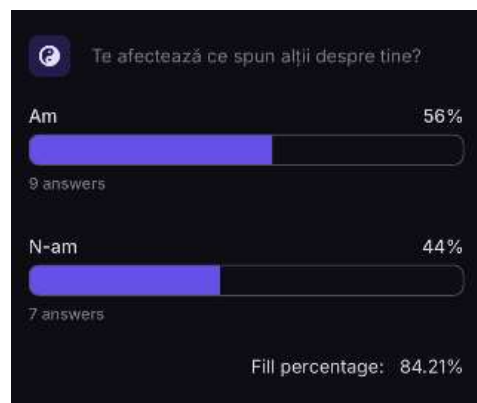 Te afectează ce spun alții despre tine?
Am 56%
9 answers
N-am 44%
7 answers
Fill percentage: 84.21%